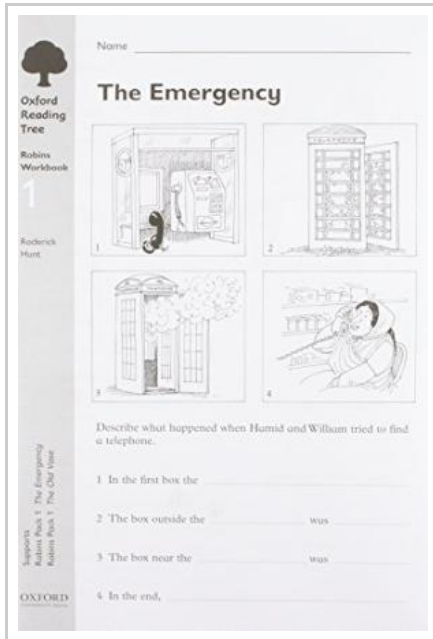 Name
The Emergency
Oxford
Reading
Tree
Robins
Workbook
1
Roderick
Hunt
1
TELEPHONE
2
3
4
Describe what happened when Hamid and William tried to find
a telephone.
1 In the first box the
2 The box outside the was
3 The box near the was
4 In the end,
Supports
Robins Pack 1 The Emergency
Robins Pack 1 The Old Vase
OXFORD